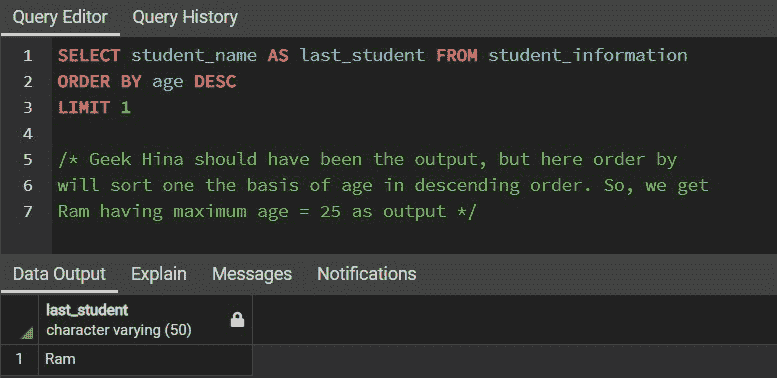 Query Editor Query History
1 SELECT student_name AS last_student FROM student_information
2 ORDER BY age DESC
3 LIMIT 1
4
5 /* Geek Hina should have been the output, but here order by
6 will sort one the basis of age in descending order. So, we get
7 Ram having maximum age = 25 as output */
Data Output Explain Messages Notifications
last_student
character varying (50)
1 Ram